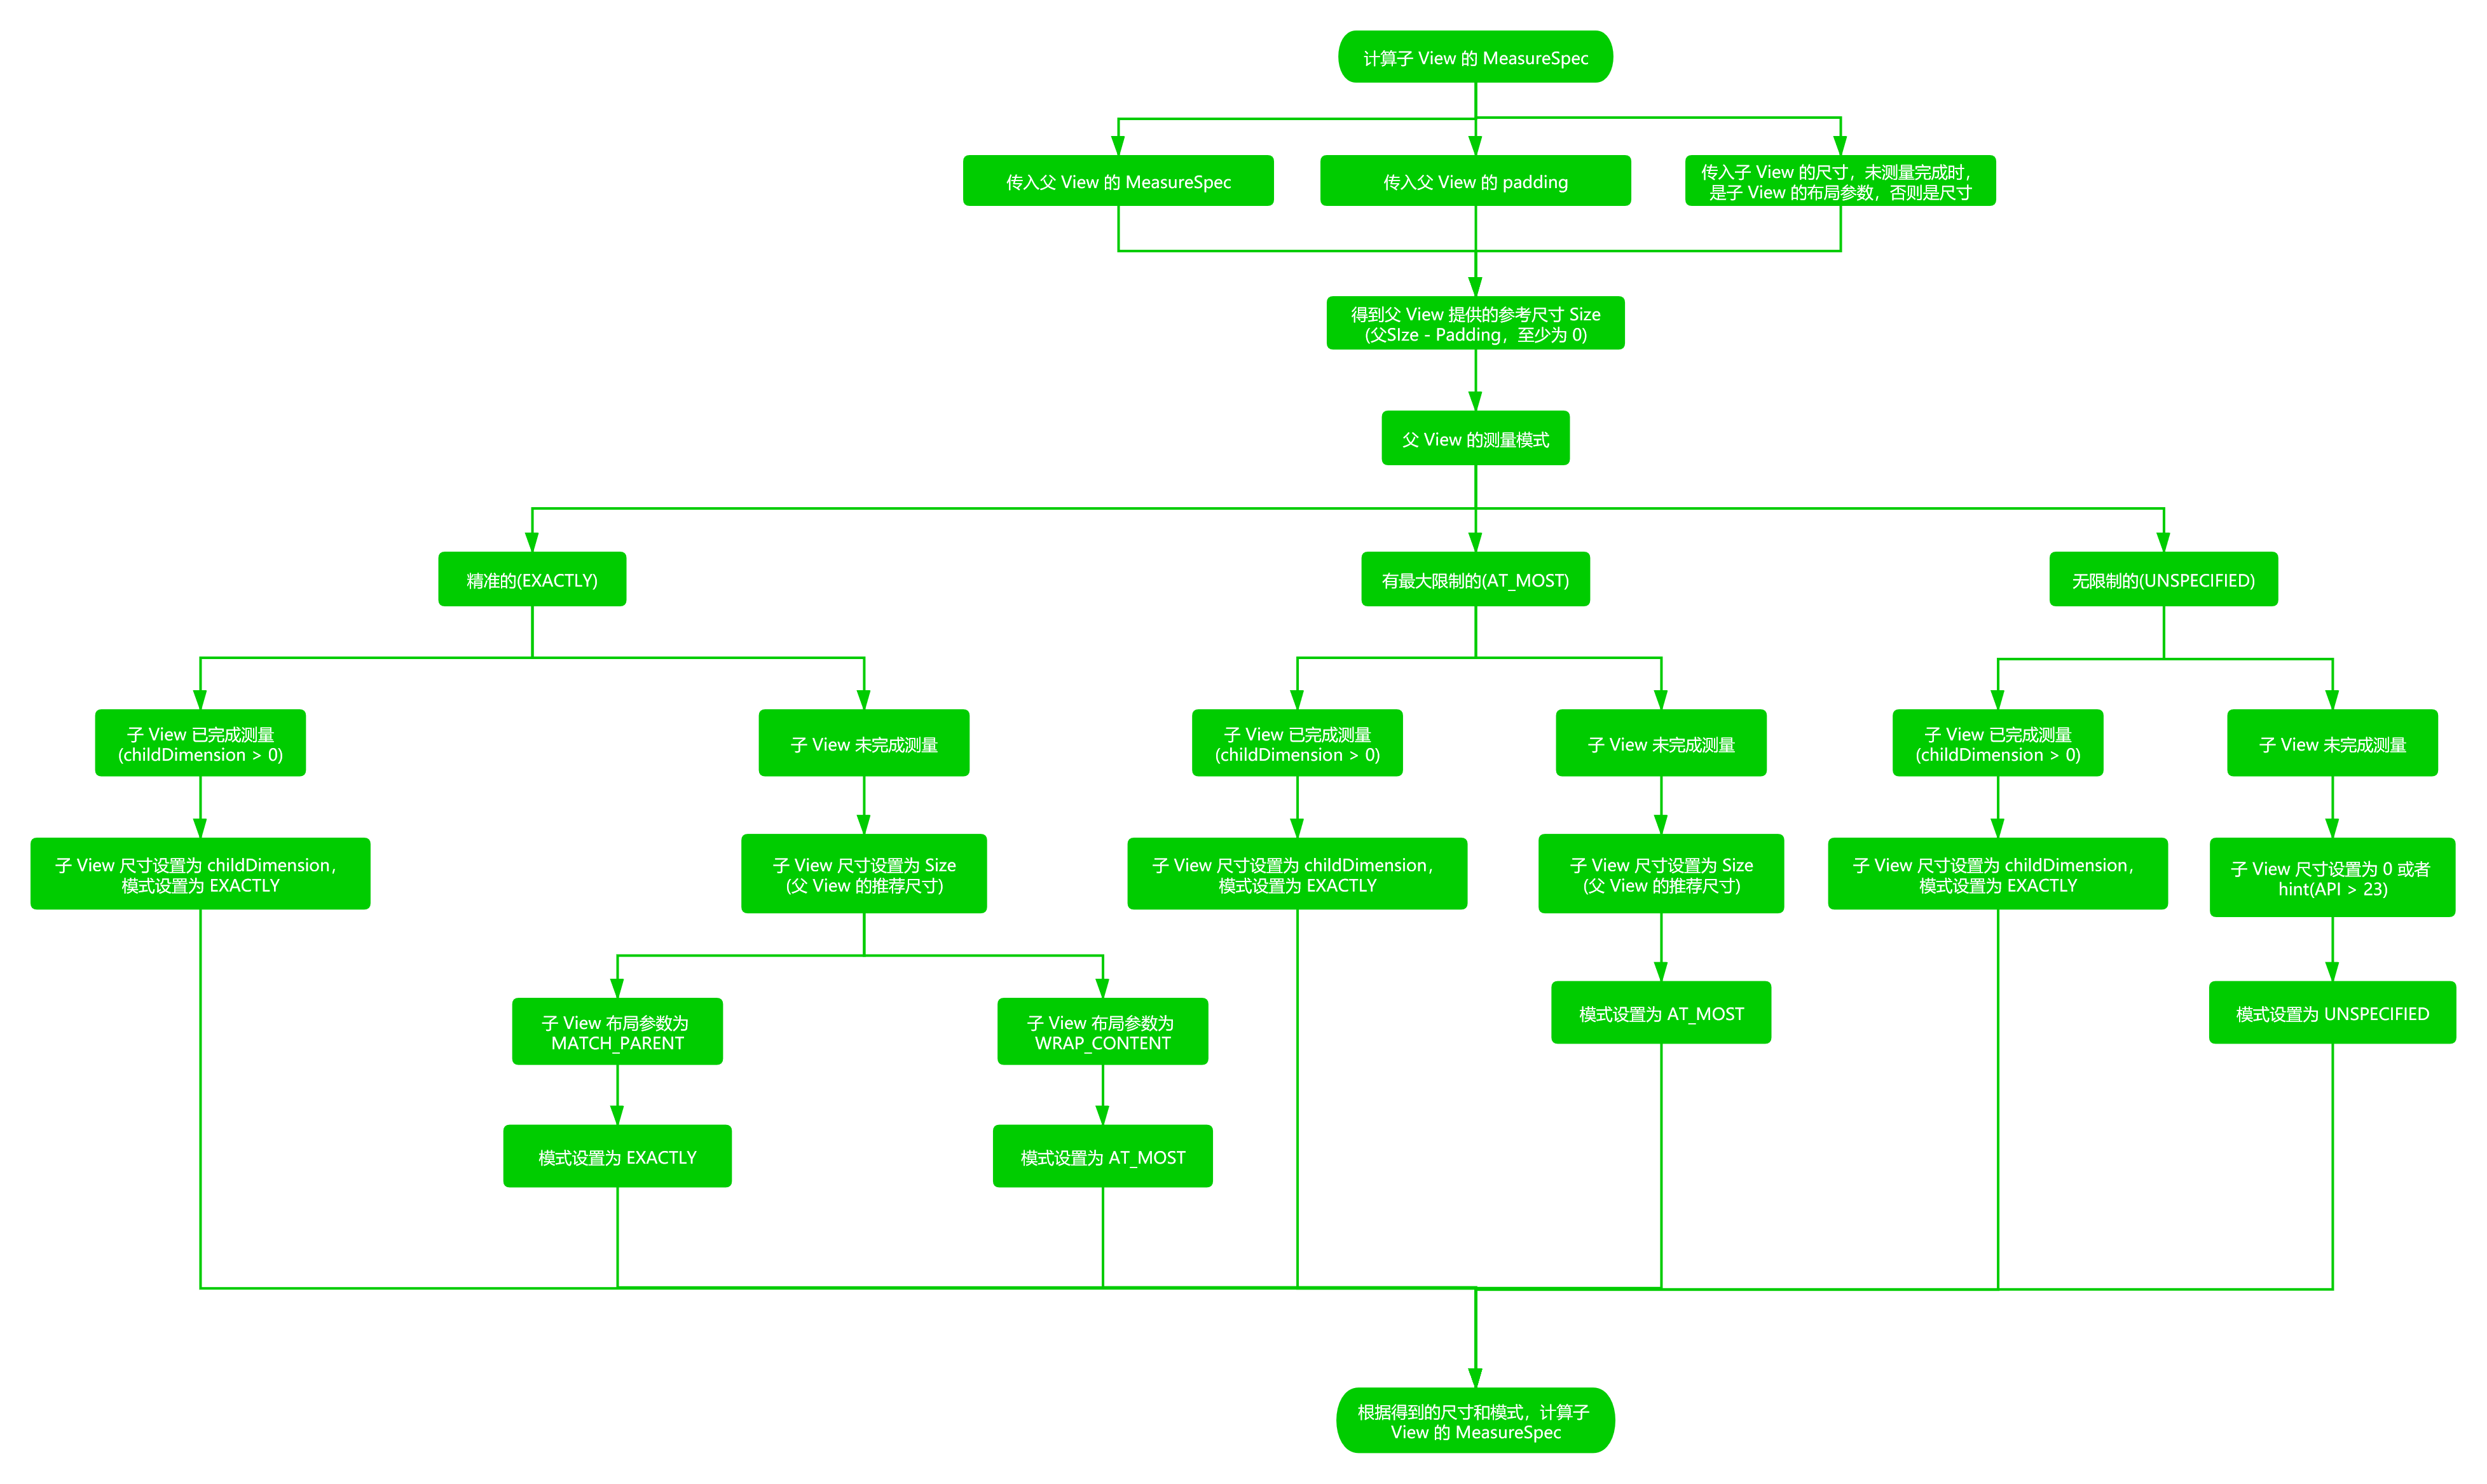 计算子 View 的 MeasureSpec
传入父 View 的 MeasureSpec
传入父 View 的 padding
传入子 View 的尺寸，未测量完成时，
是子 View 的布局参数，否则是尺寸
得到父 View 提供的参考尺寸 Size
(父SIze - Padding，至少为 0)
父 View 的测量模式
精准的(EXACTLY)
有最大限制的(AT_MOST)
无限制的(UNSPECIFIED)
子 View 已完成测量
(childDimension > 0)
子 View 未完成测量
子 View 已完成测量
(childDimension > 0)
子 View 未完成测量
子 View 已完成测量
(childDimension > 0)
子 View 未完成测量
子 View 尺寸设置为 childDimension，
模式设置为 EXACTLY
子 View 尺寸设置为 Size
(父 View 的推荐尺寸)
子 View 尺寸设置为 childDimension，
模式设置为 EXACTLY
子 View 尺寸设置为 Size
(父 View 的推荐尺寸)
子 View 尺寸设置为 childDimension，
模式设置为 EXACTLY
子 View 尺寸设置为 0 或者
hint(API > 23)
子 View 布局参数为
MATCH_PARENT
子 View 布局参数为
WRAP_CONTENT
模式设置为 AT_MOST
模式设置为 UNSPECIFIED
模式设置为 EXACTLY
模式设置为 AT_MOST
根据得到的尺寸和模式，计算子
View 的 MeasureSpec